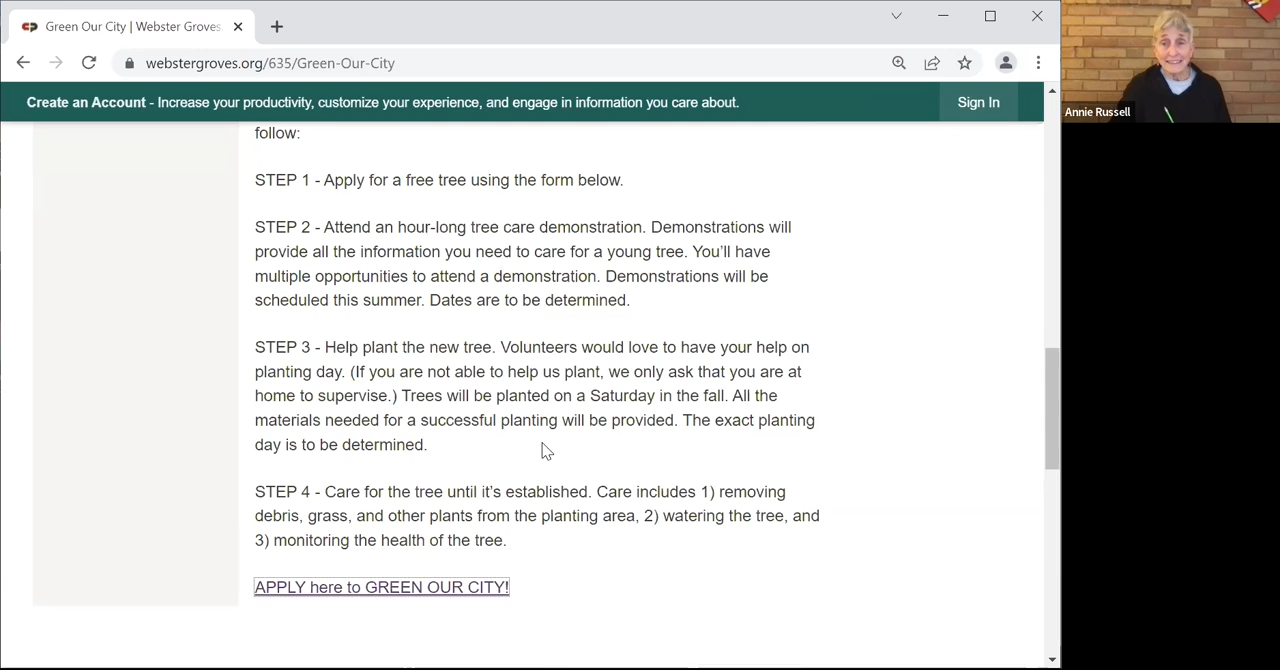 Green Our City | Webster Groves
webstergroves.org/635/Green-Our-City
Create an Account - Increase your productivity, customize your experience, and engage in information you care about.
Sign In
Annie Russell
follow:
STEP 1 - Apply for a free tree using the form below.
STEP 2 - Attend an hour-long tree care demonstration. Demonstrations will
provide all the information you need to care for a young tree. You'll have
multiple opportunities to attend a demonstration. Demonstrations will be
scheduled this summer. Dates are to be determined.
STEP 3 - Help plant the new tree. Volunteers would love to have your help on
planting day. (If you are not able to help us plant, we only ask that you are at
home to supervise.) Trees will be planted on a Saturday in the fall. All the
materials needed for a successful planting will be provided. The exact planting
day is to be determined.
STEP 4 - Care for the tree until it's established. Care includes 1) removing
debris, grass, and other plants from the planting area, 2) watering the tree, and
3) monitoring the health of the tree.
APPLY here to GREEN OUR CITY!